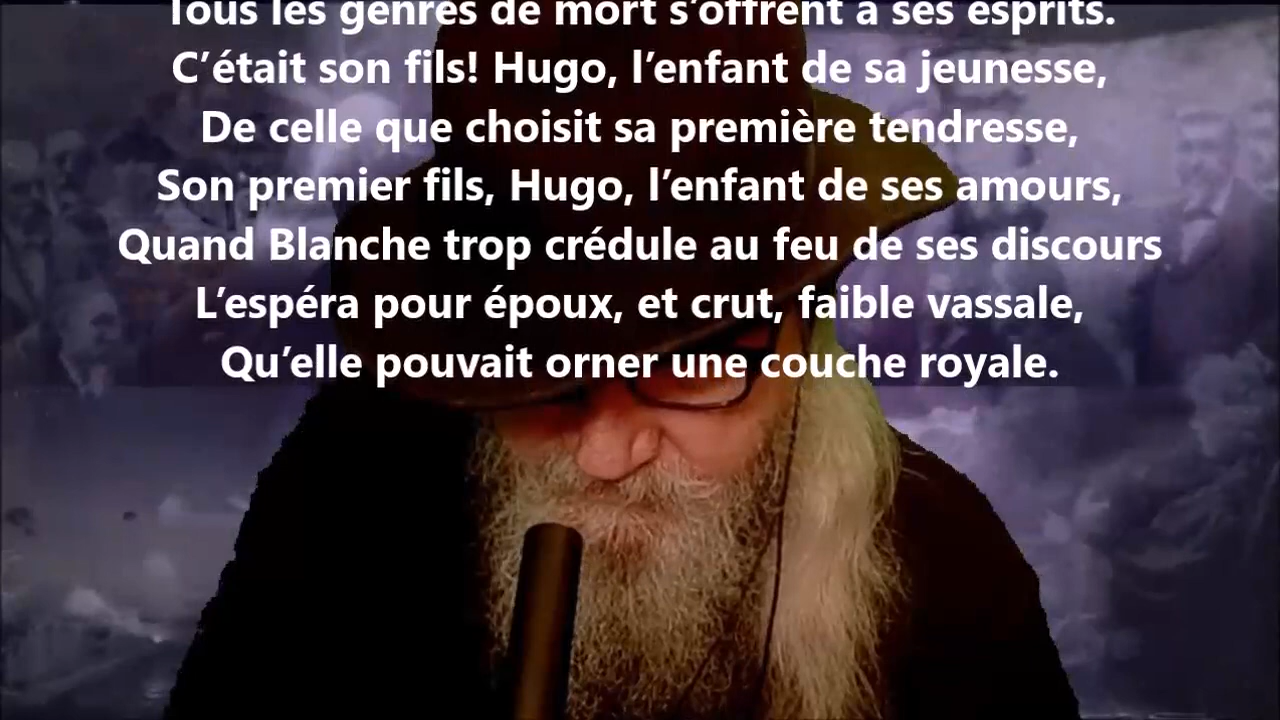 Tous les genres de mort s’offrent à ses esprits.
C’était son fils! Hugo, l’enfant de sa jeunesse,
De celle que choisit sa première tendresse,
Son premier fils, Hugo, l’enfant de ses amours,
Quand Blanche trop crédule au feu de ses discours
L’espéra pour époux, et crut, faible vassale,
Qu’elle pouvait orner une couche royale.